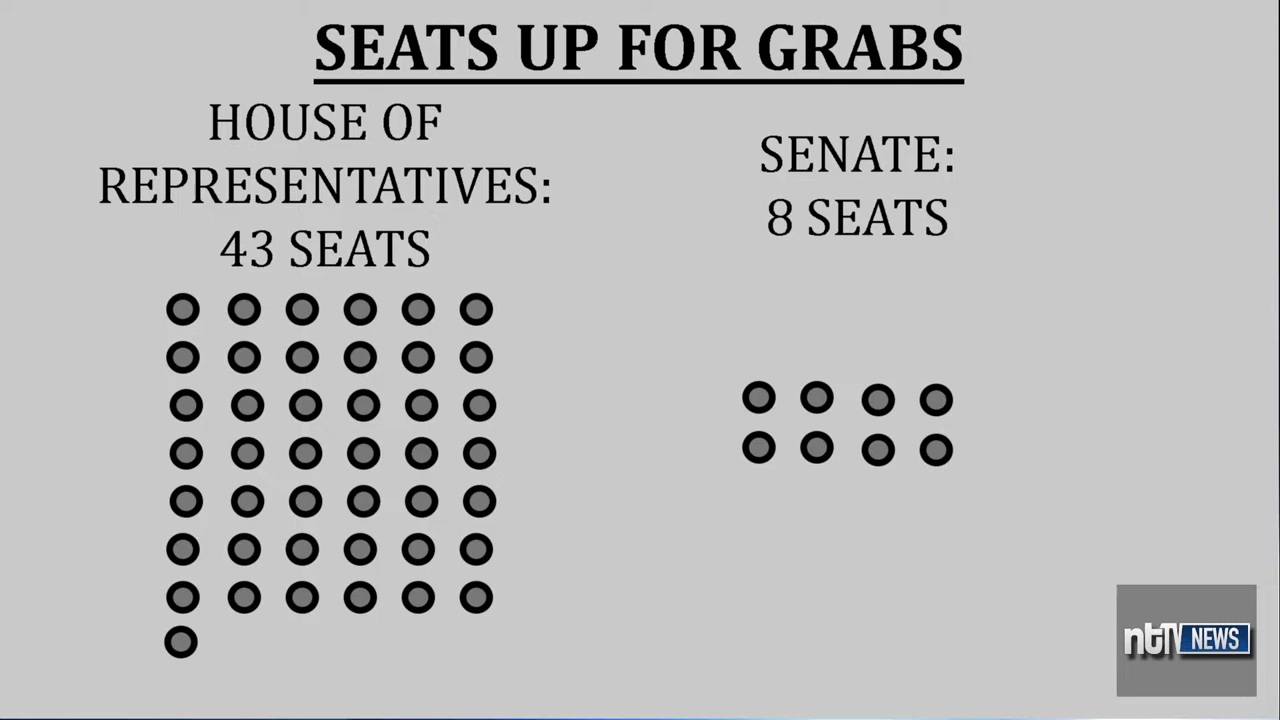 SEATS UP FOR GRABS
HOUSE OF
REPRESENTATIVES:
43 SEATS
SENATE:
8 SEATS
ntTV NEWS